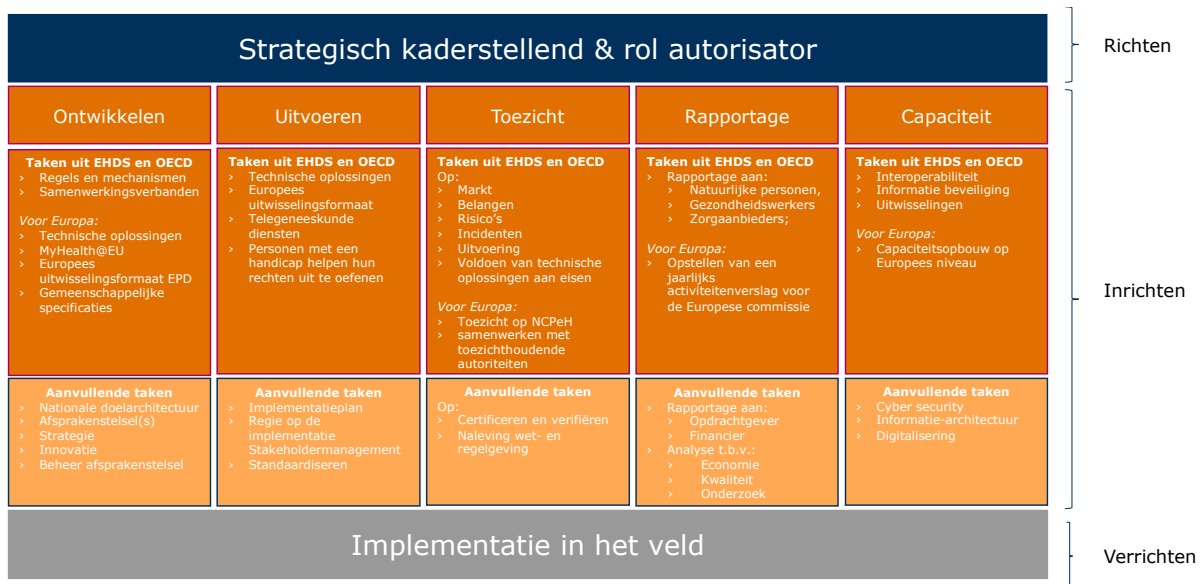 Strategisch kaderstellend & rol autorisator
Richten
Ontwikkelen
Taken uit EHDS en OECD
› Regels en mechanismen
› Samenwerkingsverbanden
Voor Europa:
› Technische oplossingen
› MyHealth@EU
› Europees
uitwisselingsformaat EPD
› Gemeenschappelijke
specificaties
Aanvullende taken
› Nationale doelarchitectuur
› Afsprakenstelsel(s)
› Strategie
› Innovatie
› Beheer afsprakenstelsel
Uitvoeren
Taken uit EHDS en OECD
› Technische oplossingen
› Europees
uitwisselingsformaat
› Telegeneeskunde
diensten
› Personen met een
handicap helpen hun
rechten uit te oefenen
Aanvullende taken
› Implementatieplan
› Regie op de
implementatie
Stakeholdermanagement
› Standaardiseren
Toezicht
Taken uit EHDS en OECD
Op:
› Markt
› Belangen
› Risico's
› Incidenten
› Uitvoering
› Voldoen van technische
oplossingen aan eisen
Voor Europa:
› Toezicht op NCPeH
› samenwerken met
toezichthoudende
autoriteiten
Aanvullende taken
Op:
› Certificeren en verifiëren
› Naleving wet- en
regelgeving
Rapportage
Taken uit EHDS en OECD
› Rapportage aan:
› Natuurlijke personen,
› Gezondheidswerkers
› Zorgaanbieders;
Voor Europa:
› Opstellen van een
jaarlijks
activiteitenverslag voor
de Europese commissie
Aanvullende taken
› Rapportage aan:
› Opdrachtgever
› Financier
› Analyse t.b.v.:
› Economie
› Kwaliteit
› Onderzoek
Capaciteit
Taken uit EHDS en OECD
› Interoperabiliteit
› Informatie beveiliging
› Uitwisselingen
Voor Europa:
› Capaciteitsopbouw op
Europees niveau
Aanvullende taken
› Cyber security
› Informatie-architectuur
› Digitalisering
Inrichten
Implementatie in het veld
Verrichten